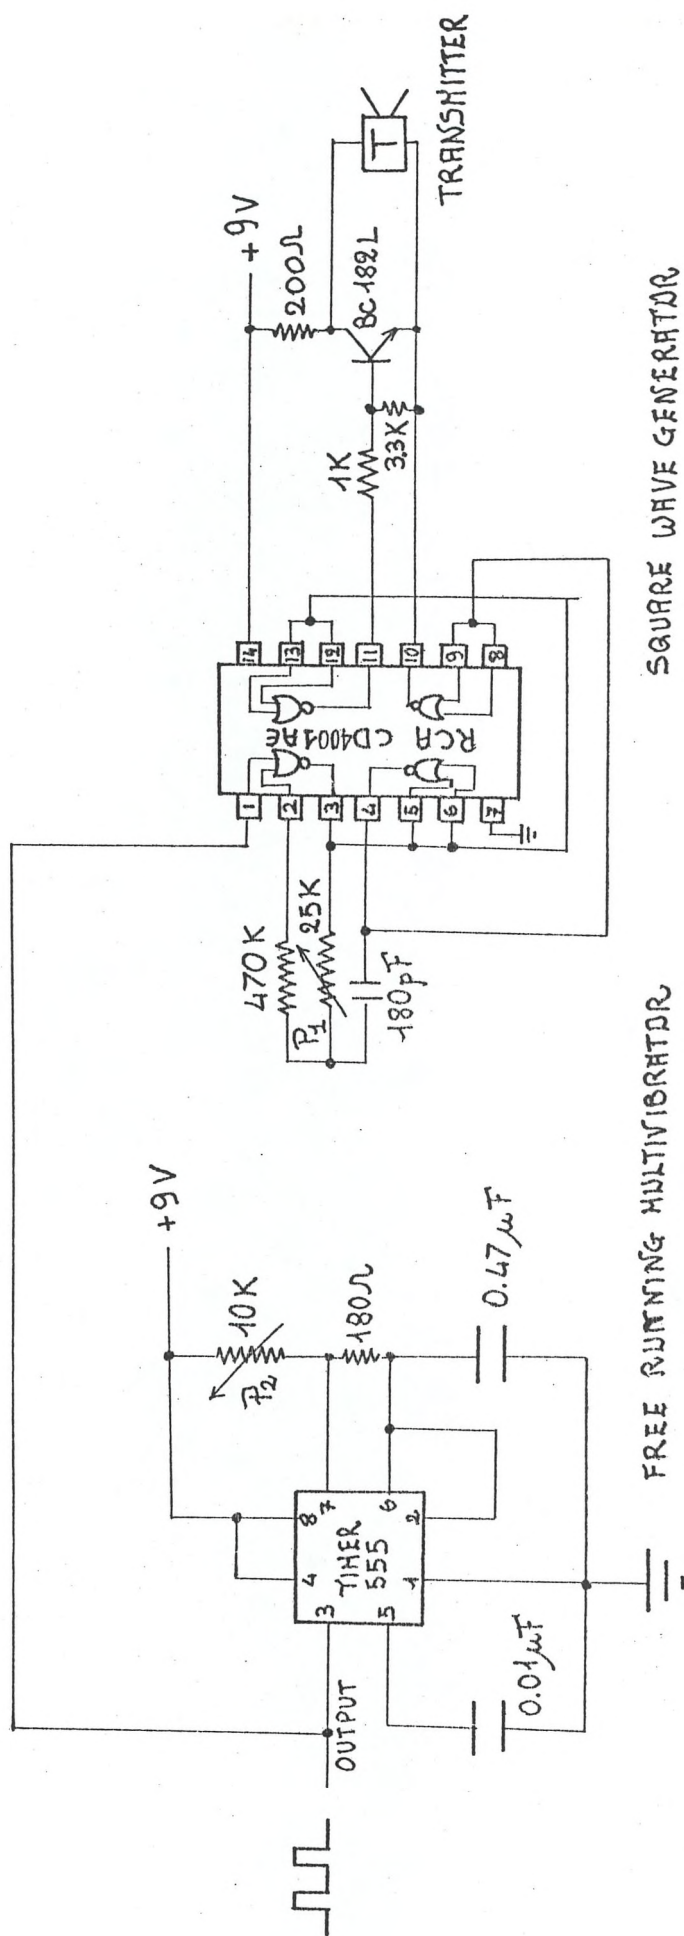 OUTPUT
TIMER
555
3
4
8
7
6
2
1
5
0.01µF
+9V
10K
P2
180Ω
0.47µF
FREE RUNNING MULTIVIBRATOR
470K
P1
25K
180pF
1
2
3
4
5
6
7
14
13
12
11
10
9
8
RCA CD4001AE
1K
3.3K
+9V
200Ω
BC182L
T
TRANSMITTER
SQUARE WAVE GENERATOR